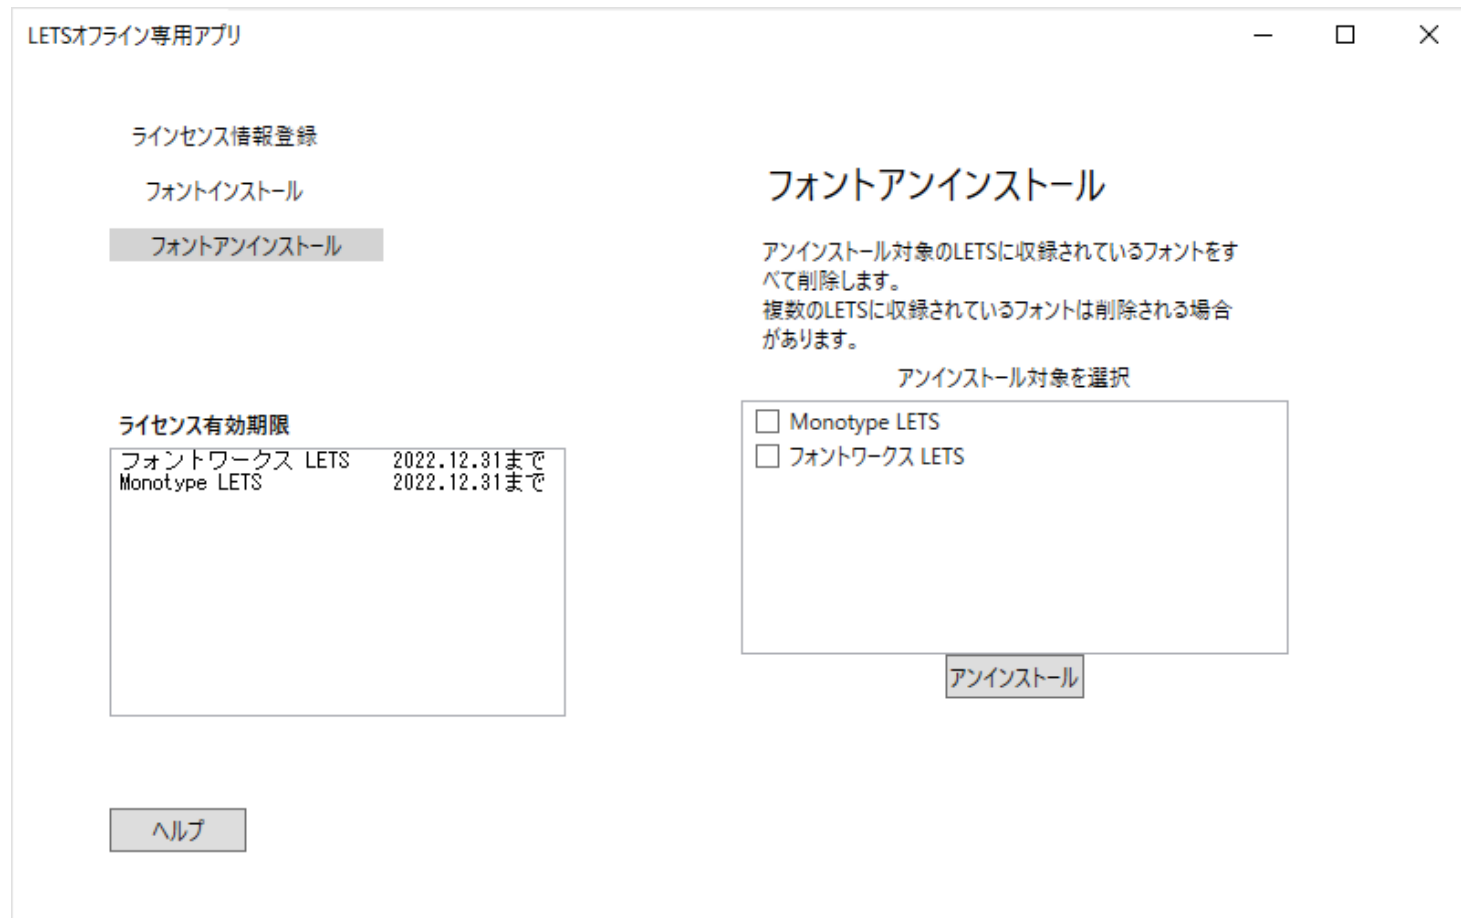 LETSオフライン専用アプリ
ラインセンス情報登録
フォントインストール
フォントアンインストール
ライセンス有効期限
フォントワークス LETS 2022.12.31まで
Monotype LETS 2022.12.31まで
ヘルプ
フォントアンインストール
アンインストール対象のLETSに収録されているフォントをす
べて削除します。
複数のLETSに収録されているフォントは削除される場合
があります。
アンインストール対象を選択
Monotype LETS
フォントワークス LETS
アンインストール